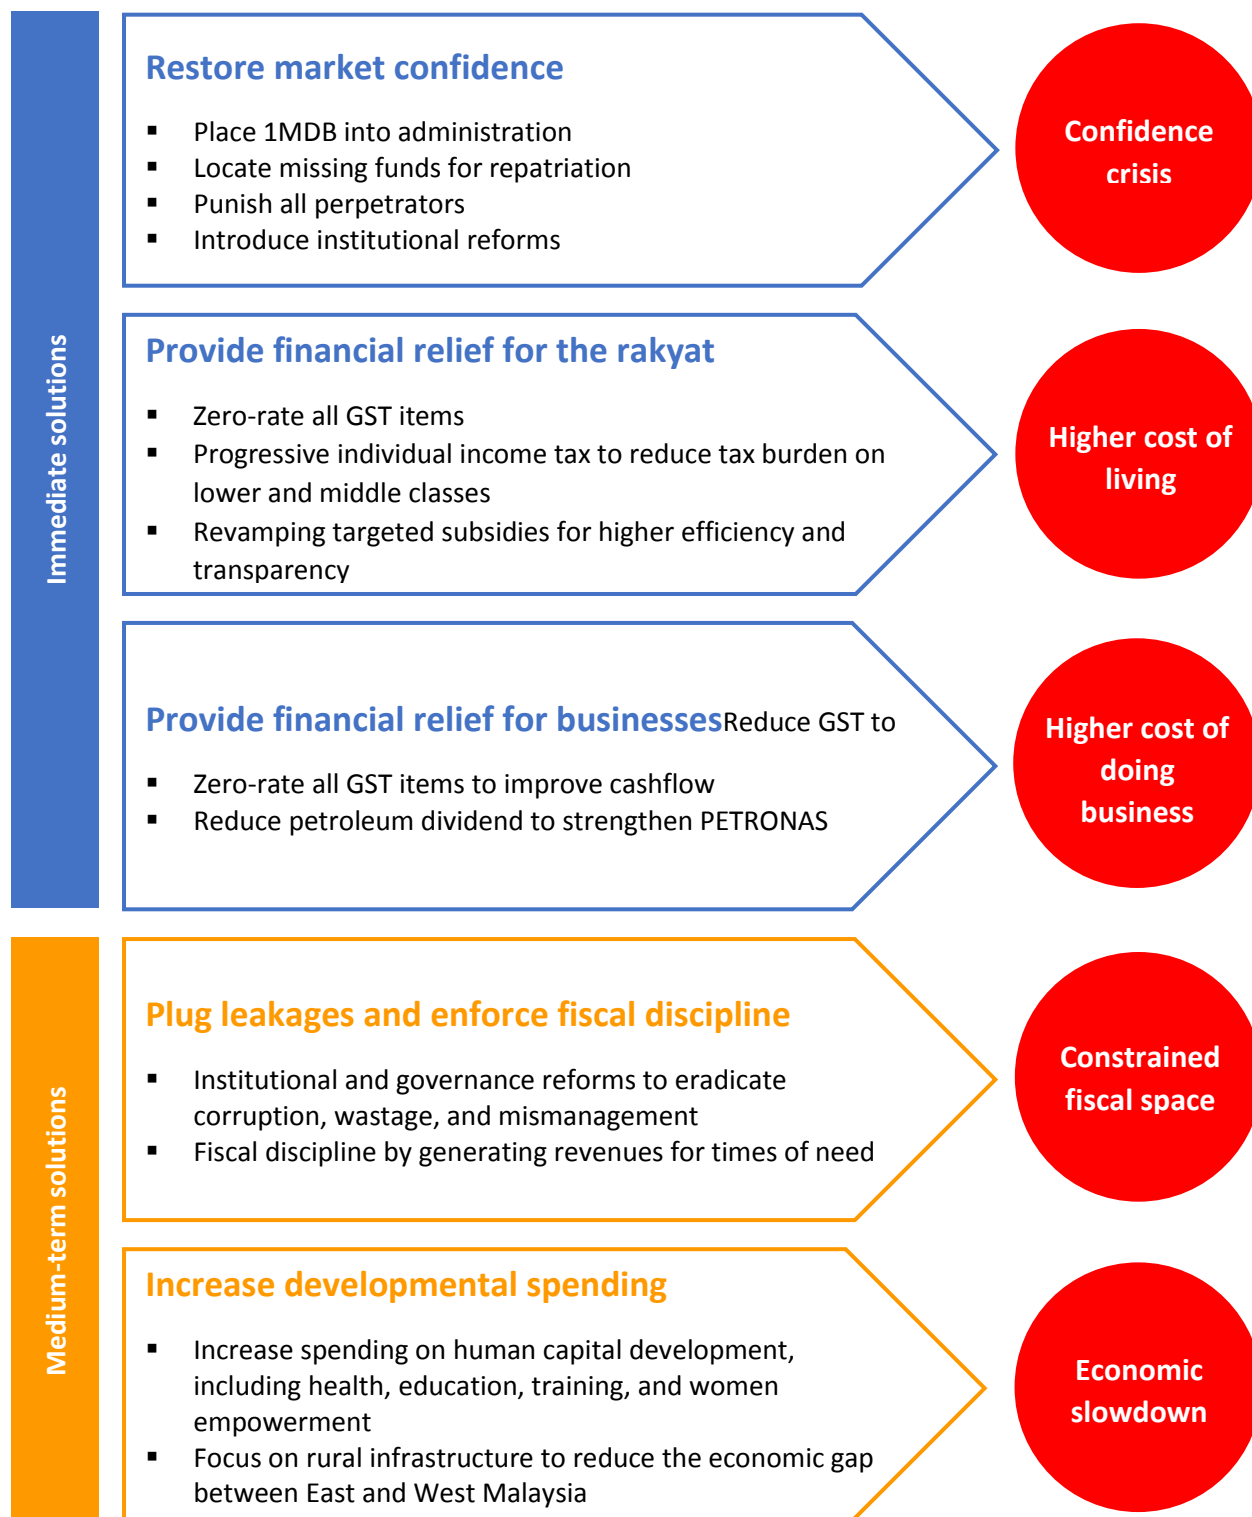 Immediate solutions
Restore market confidence
▪ Place 1MDB into administration
▪ Locate missing funds for repatriation
▪ Punish all perpetrators
▪ Introduce institutional reforms
Confidence
crisis
Provide financial relief for the rakyat
▪ Zero-rate all GST items
▪ Progressive individual income tax to reduce tax burden on
lower and middle classes
▪ Revamping targeted subsidies for higher efficiency and
transparency
Higher cost of
living
Provide financial relief for businessesReduce GST to
▪ Zero-rate all GST items to improve cashflow
▪ Reduce petroleum dividend to strengthen PETRONAS
Higher cost of
doing
business
Medium-term solutions
Plug leakages and enforce fiscal discipline
▪ Institutional and governance reforms to eradicate
corruption, wastage, and mismanagement
▪ Fiscal discipline by generating revenues for times of need
Constrained
fiscal space
Increase developmental spending
▪ Increase spending on human capital development,
including health, education, training, and women
empowerment
▪ Focus on rural infrastructure to reduce the economic gap
between East and West Malaysia
Economic
slowdown